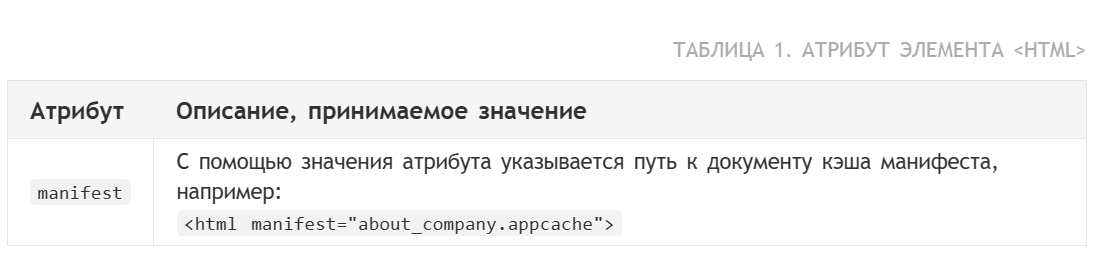 ТАБЛИЦА 1. АТРИБУТ ЭЛЕМЕНТА <HTML>
Атрибут Описание, принимаемое значение
manifest
С помощью значения атрибута указывается путь к документу кэша манифеста,
например:
<html manifest="about_company.appcache">